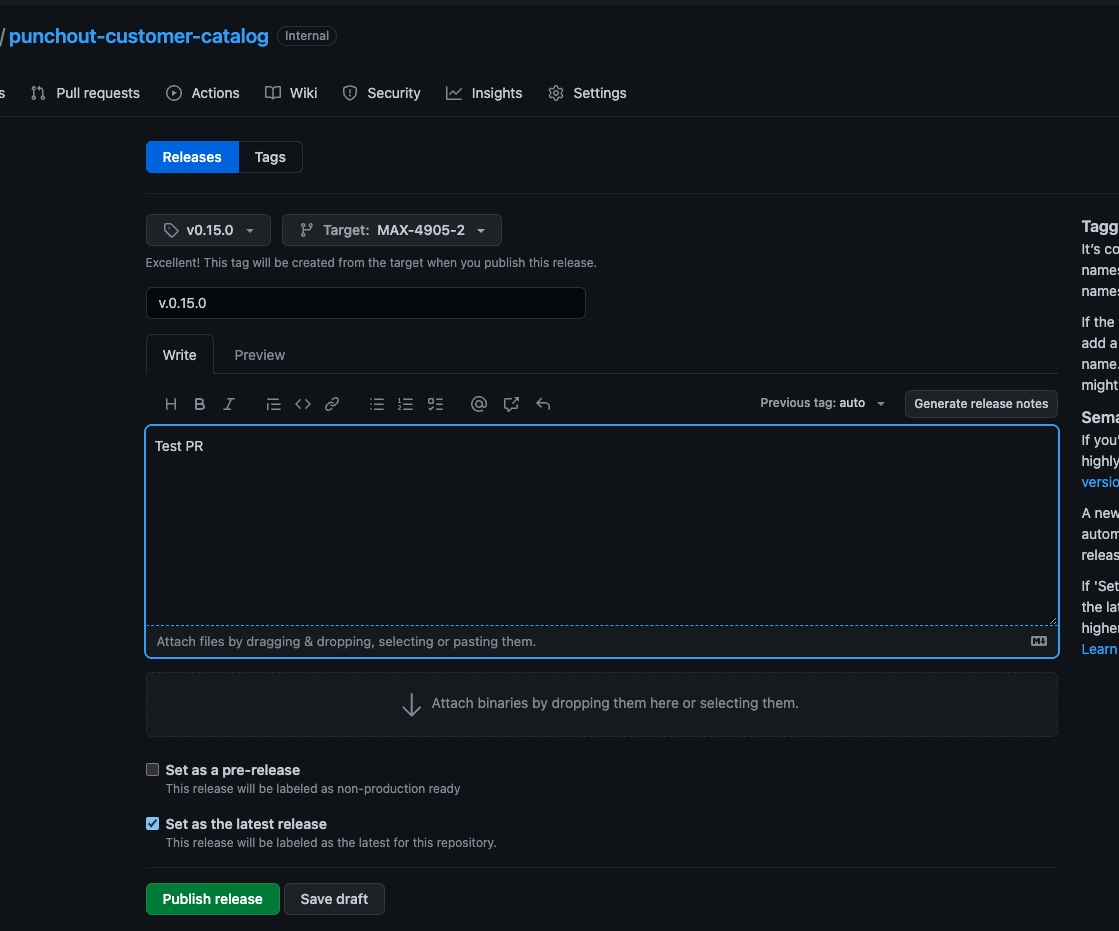 /punchout-customer-catalog Internal
s Pull requests Actions Wiki Security Insights Settings
Releases Tags
v0.15.0 Target: MAX-4905-2
Excellent! This tag will be created from the target when you publish this release.
v.0.15.0
Write Preview
H B I Previous tag: auto Generate release notes
Test PR
Attach files by dragging & dropping, selecting or pasting them.
Attach binaries by dropping them here or selecting them.
Set as a pre-release
This release will be labeled as non-production ready
Set as the latest release
This release will be labeled as the latest for this repository.
Publish release Save draft
Tagg
It's co
names
names
If the
add a
name.
might
Sema
If you'
highly
versio
A new
autom
releas
If 'Set
the la
higher
Learn